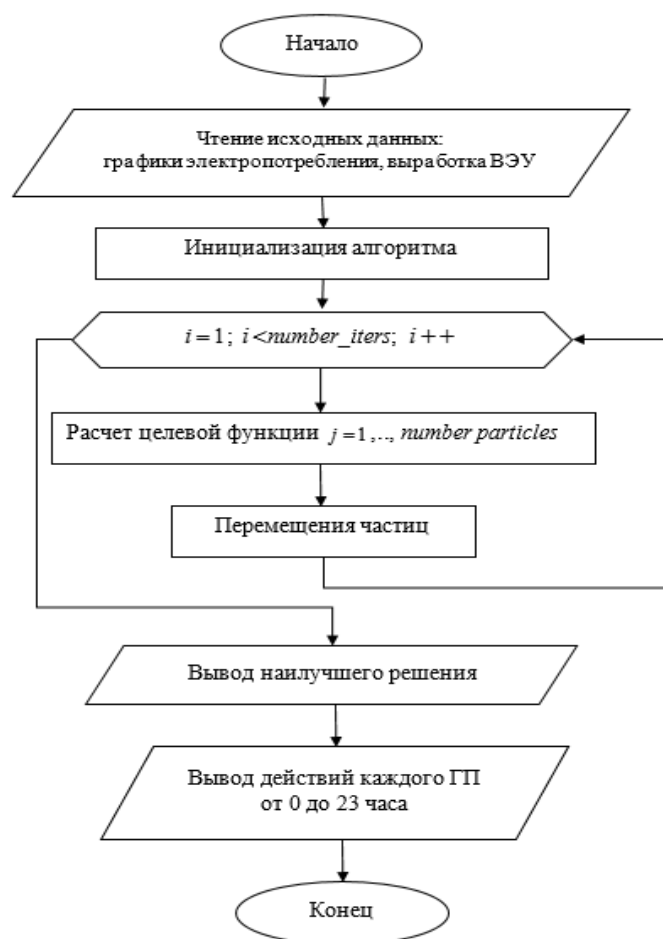 Начало
Чтение исходных данных:
графики электропотребления, выработка ВЭУ
Инициализация алгоритма
i = 1; i<number_iters; i ++
Расчет целевой функции j =1 ,.., number particles
Перемещения частиц
Вывод наилучшего решения
Вывод действий каждого ГП
от 0 до 23 часа
Конец